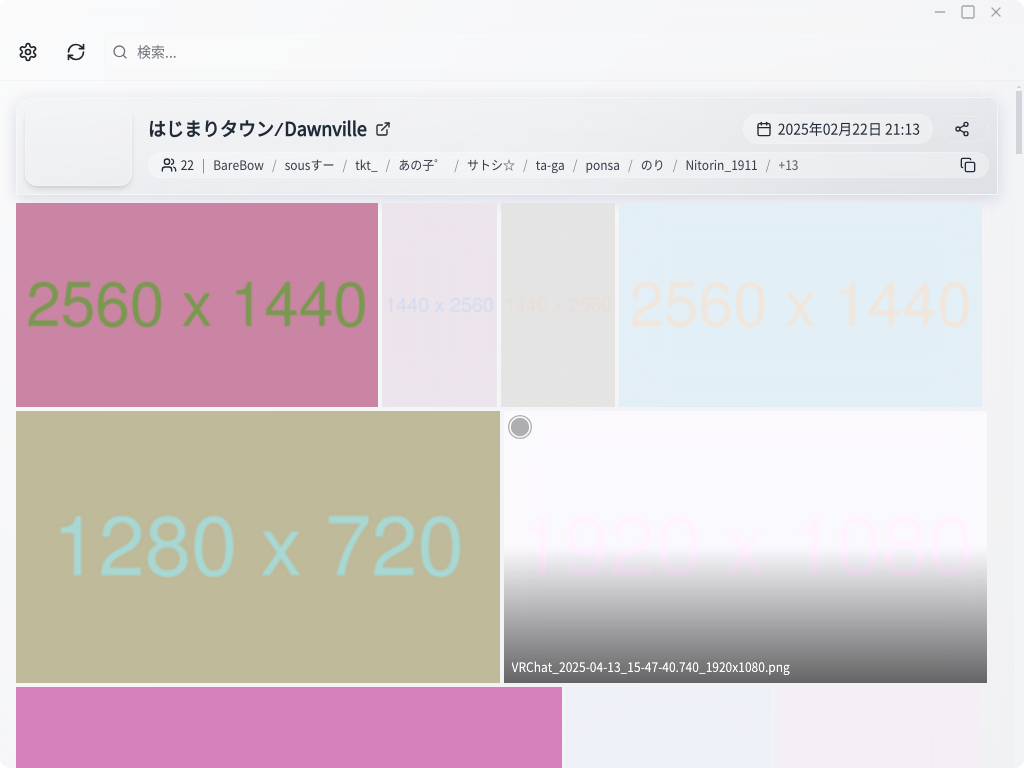 検索...
はじまりタウン/Dawnville
2025年02月22日 21:13
22 | BareBow / sousすー / tkt_ / あの子゜ / サトシ☆ / ta-ga / ponsa / のり / Nitorin_1911 / +13
2560 x 1440
1440 x 2560
1440 x 2560
2560 x 1440
1280 x 720
1920 x 1080
VRChat_2025-04-13_15-47-40.740_1920x1080.png